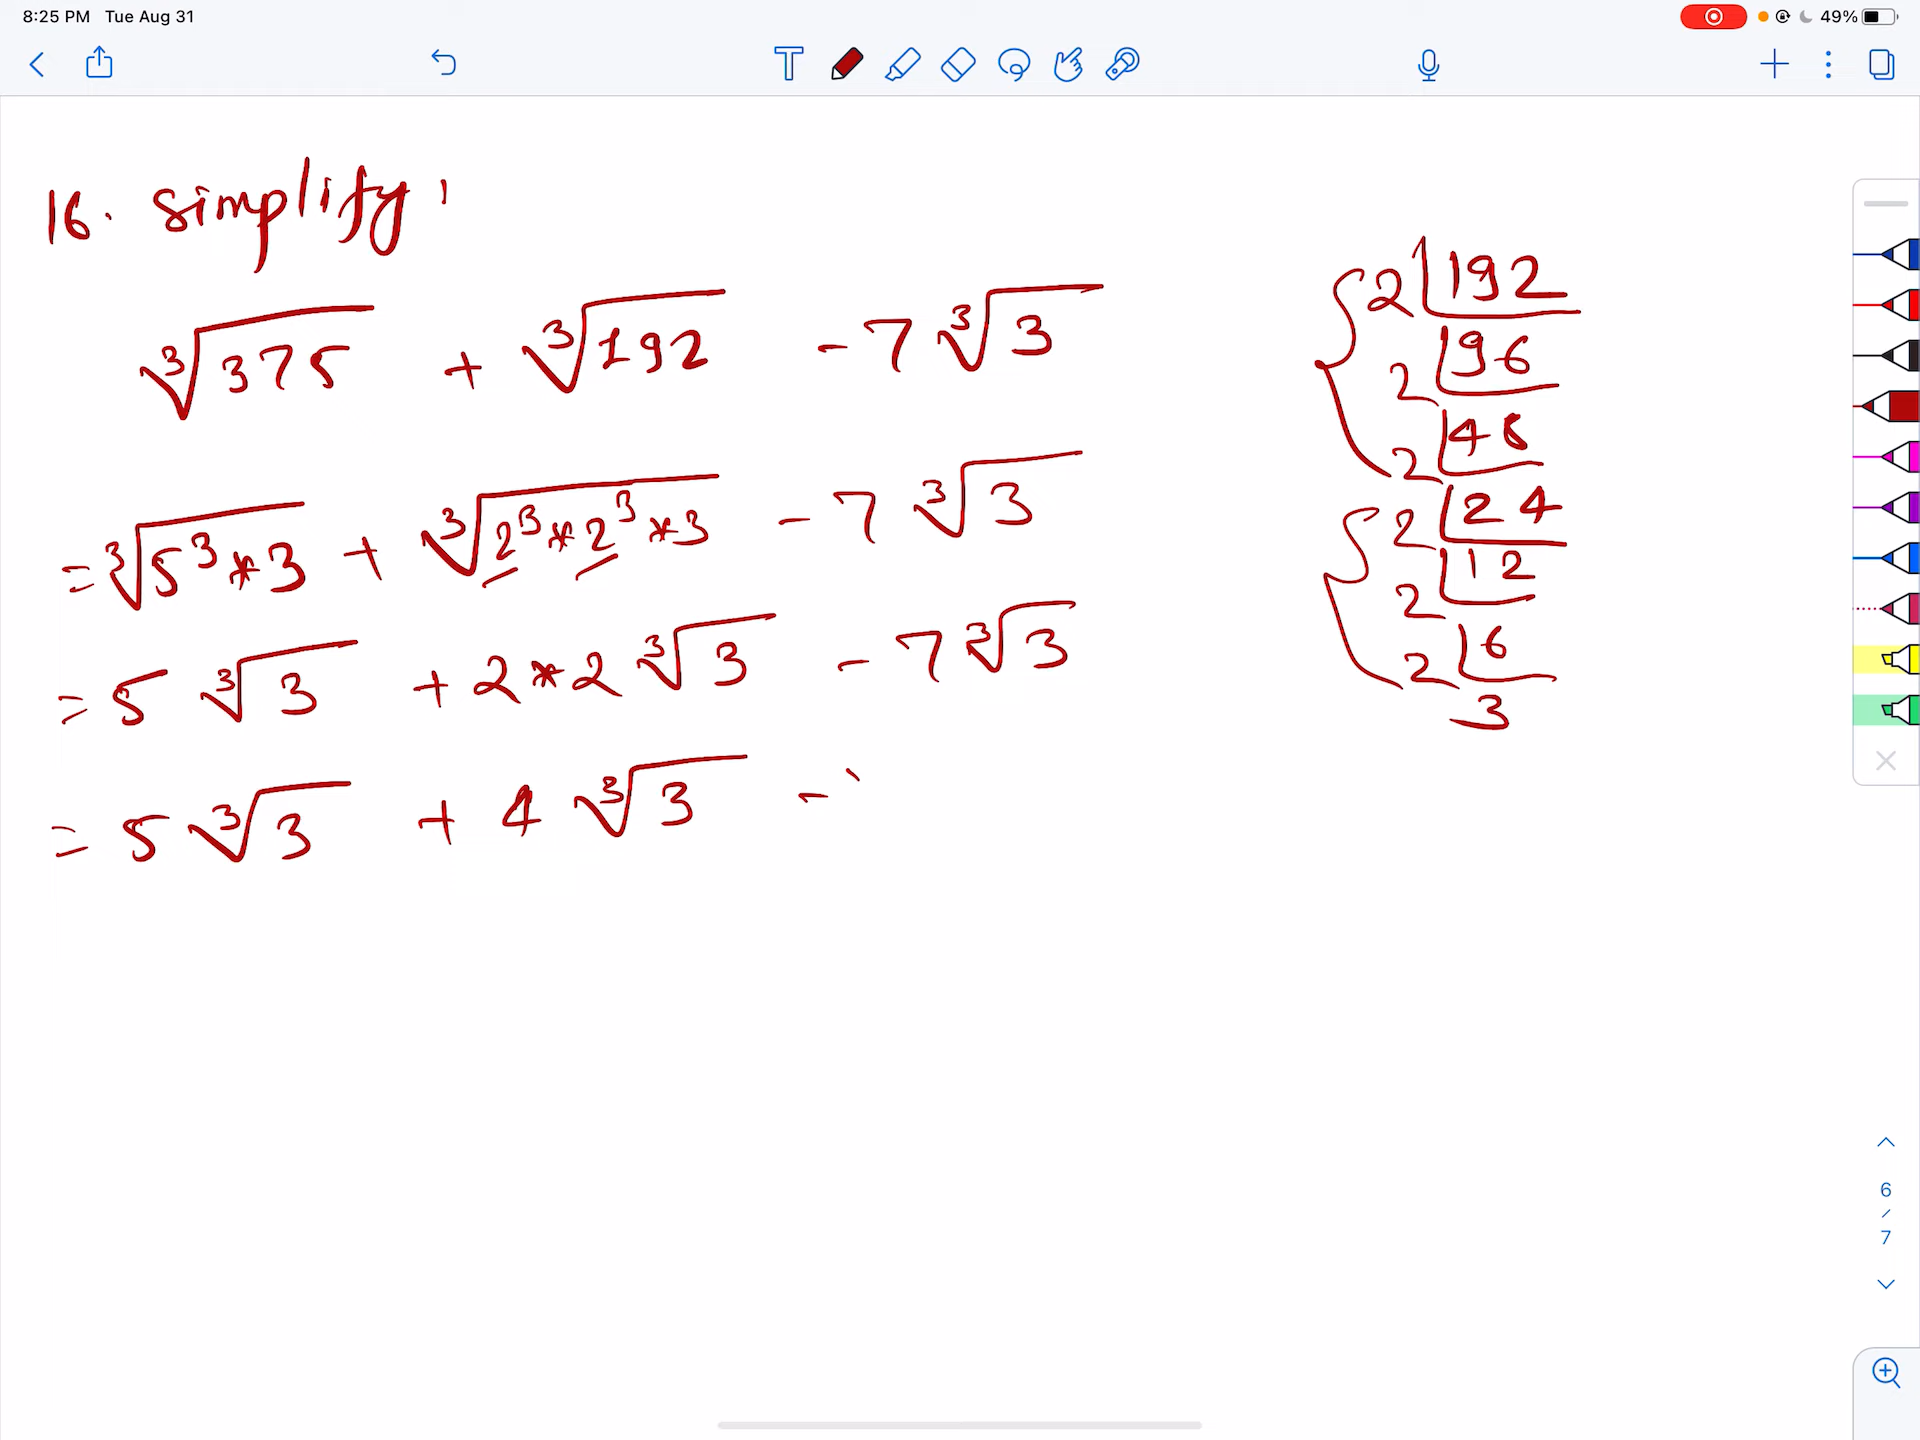 8:25 PM Tue Aug 31
49%
T
16. Simplify:
∛375 + ∛192 - 7 ∛3
= ∛5³*3 + ∛2³*2³*3 - 7 ∛3
= 5 ∛3 + 2*2 ∛3 - 7 ∛3
= 5 ∛3 + 4 ∛3 -
2 192
2 96
2 48
2 24
2 12
2 6
3
6
/
7